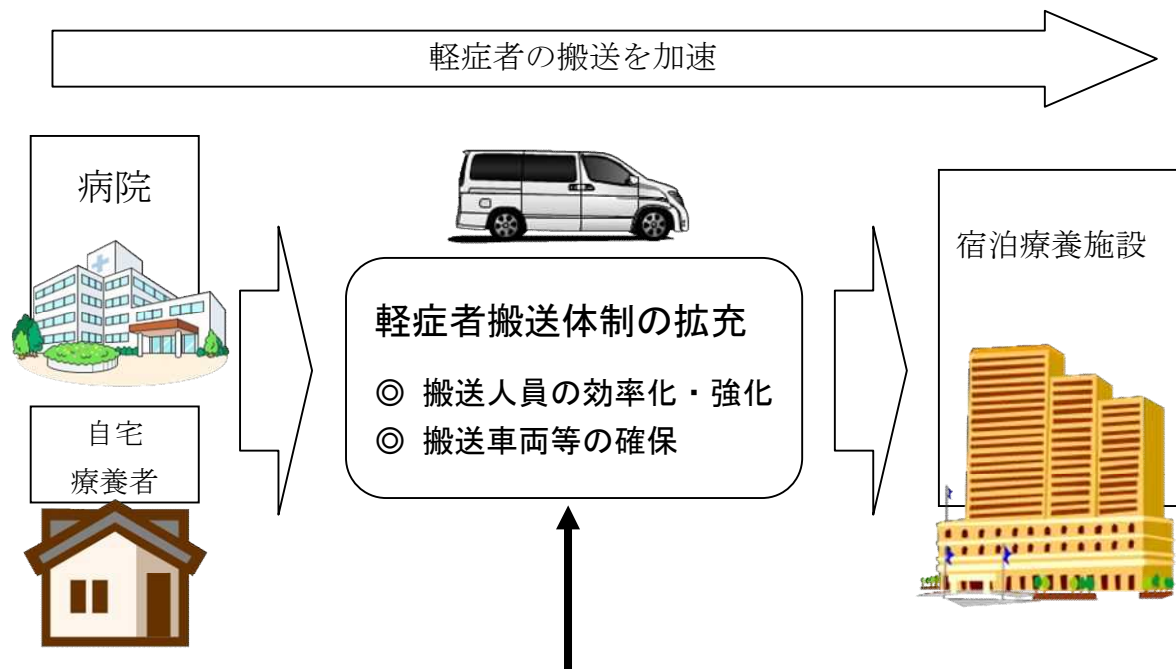 軽症者の搬送を加速
病院
自宅
療養者
軽症者搬送体制の拡充
◎ 搬送人員の効率化・強化
◎ 搬送車両等の確保
宿泊療養施設